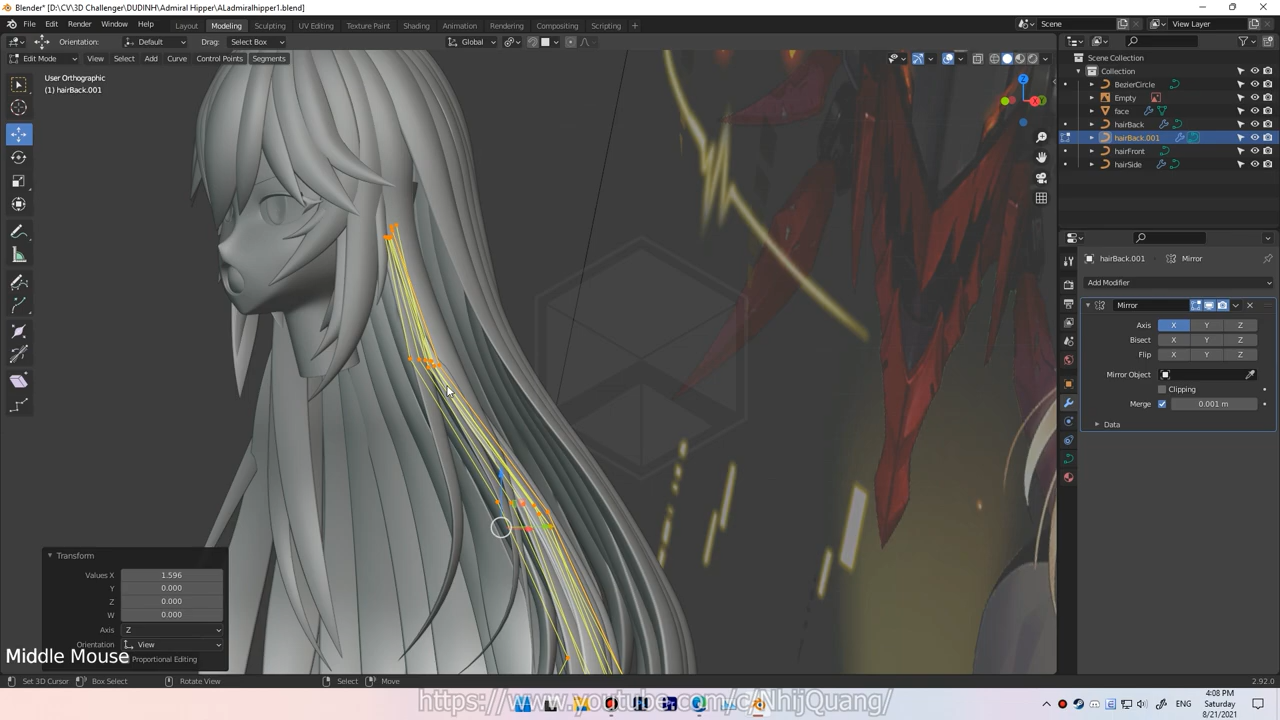 Blender* [D:\CV\3D Challenger\DUDINH\Admiral Hipper\ALadmiralhipper1.blend]
File Edit Render Window Help Layout Modeling Sculpting UV Editing Texture Paint Shading Animation Rendering Compositing Scripting + Scene View Layer
Orientation: Default Drag: Select Box Global
Edit Mode View Select Add Curve Control Points Segments
User Orthographic
(1) hairBack.001
Scene Collection
Collection
BezierCircle
Empty
face
hairBack
hairBack.001
hairFront
hairSide
hairBack.001 Mirror
Add Modifier
Mirror
Axis X Y Z
Bisect X Y Z
Flip X Y Z
Mirror Object
Clipping
Merge 0.001 m
Data
Transform
Values X 1.596
Y 0.000
Z 0.000
W 0.000
Axis Z
Orientation View
Proportional Editing
Middle Mouse
Set 3D Cursor Box Select Rotate View Select Move 2.92.0
https://www.youtube.com/c/NhijQuang/
4:08 PM
Saturday
8/21/2021